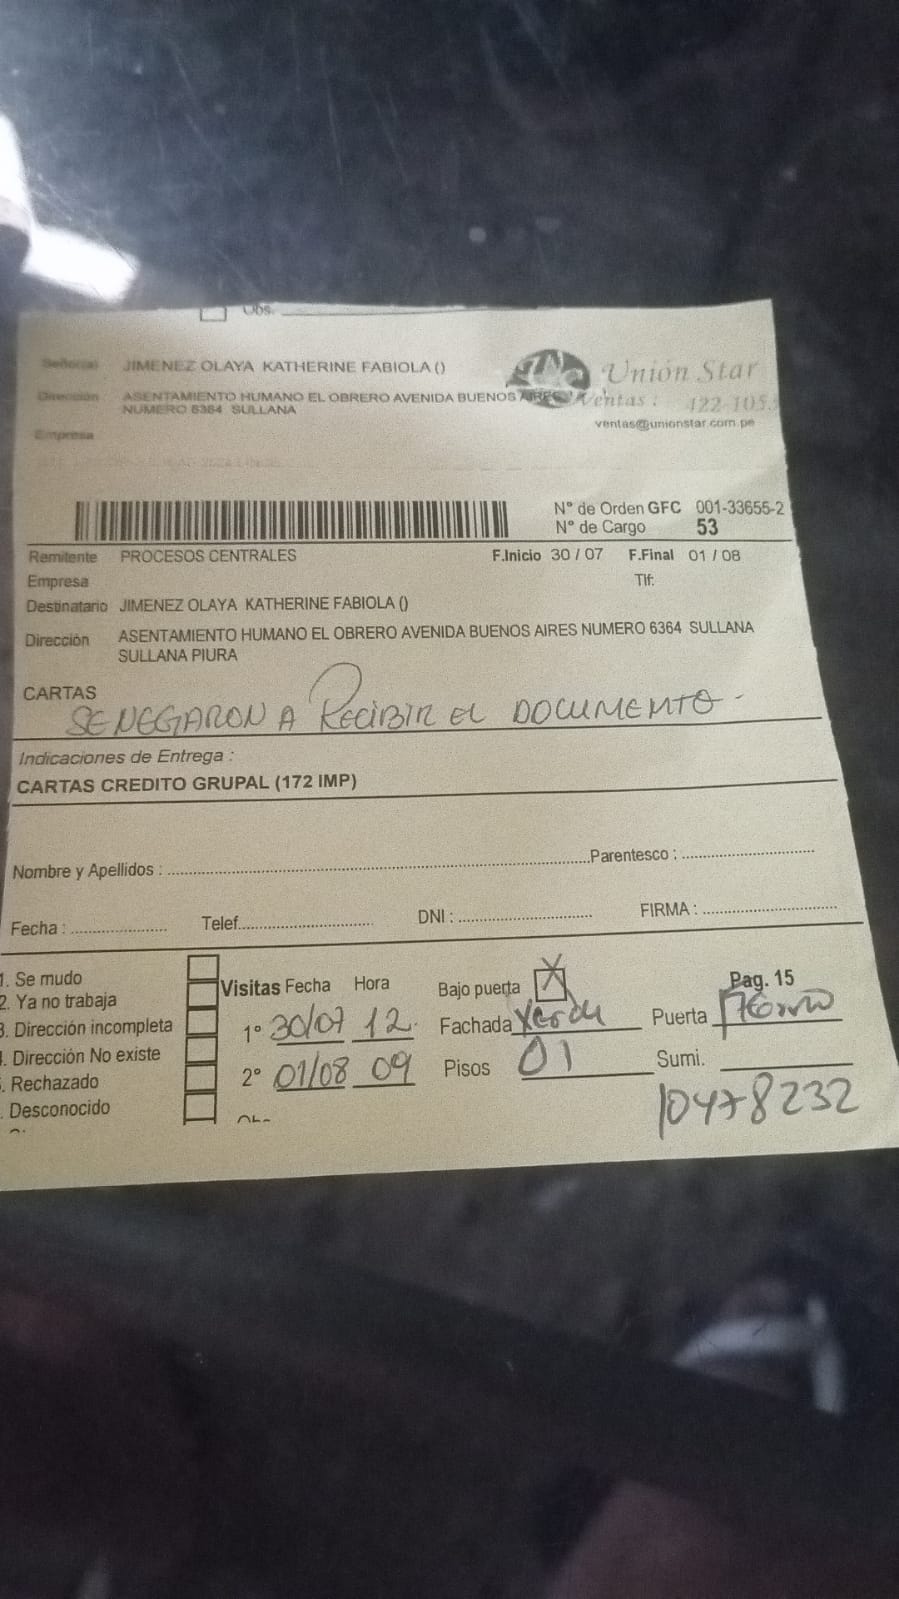 Obs.
Señor(a) JIMENEZ OLAYA KATHERINE FABIOLA ()
Dirección ASENTAMIENTO HUMANO EL OBRERO AVENIDA BUENOS AIRES
NUMERO 6364 SULLANA
Empresa
Unión Star
Ventas : 422-105
ventas@unionstar.com.pe
N° de Orden GFC 001-33655-2
N° de Cargo 53
Remitente PROCESOS CENTRALES F.Inicio 30 / 07 F.Final 01 / 08
Empresa Tlf:
Destinatario JIMENEZ OLAYA KATHERINE FABIOLA ()
Dirección ASENTAMIENTO HUMANO EL OBRERO AVENIDA BUENOS AIRES NUMERO 6364 SULLANA
SULLANA PIURA
CARTAS
SE NEGARON A RECIBIR EL DOCUMENTO -
Indicaciones de Entrega :
CARTAS CREDITO GRUPAL (172 IMP)
Nombre y Apellidos : Parentesco :
Fecha : Telef. DNI : FIRMA :
1. Se mudo
2. Ya no trabaja
3. Dirección incompleta
. Dirección No existe
. Rechazado
. Desconocido
Visitas Fecha Hora
1° 30/07 12
2° 01/08 09
Bajo puerta X
Fachada Verde
Pisos 01
Pag. 15
Puerta
Sumi.
10478232